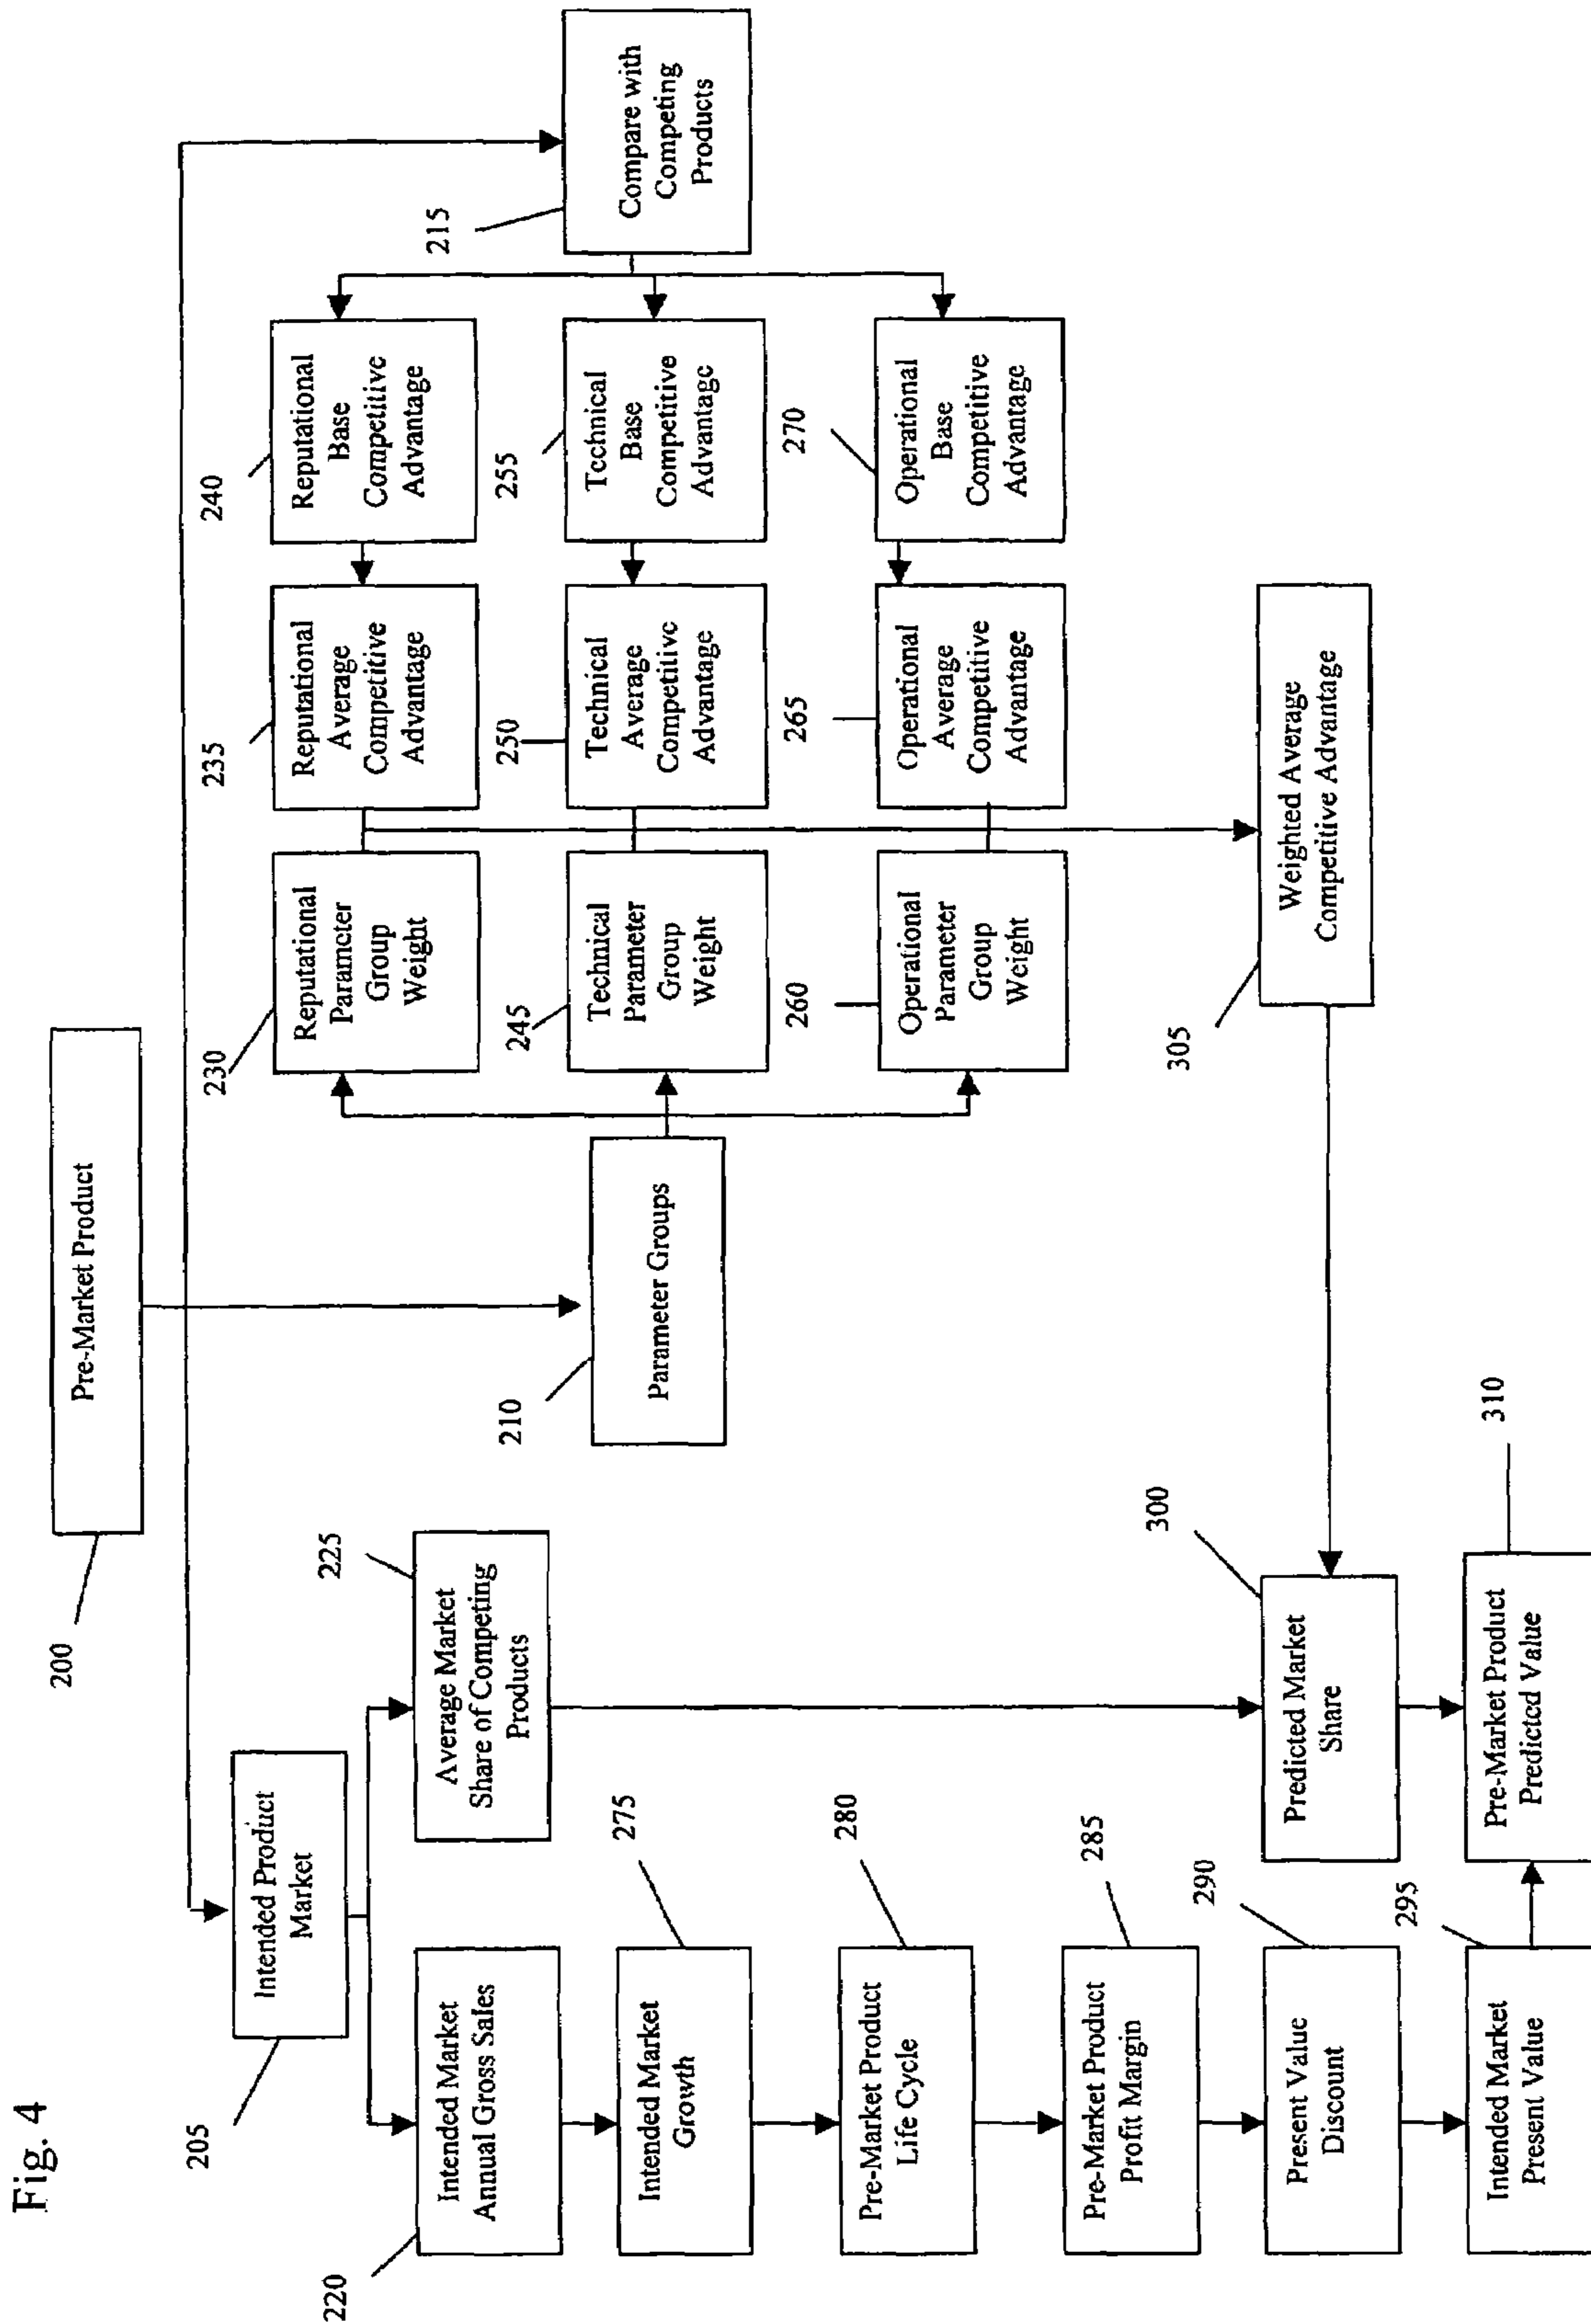 Fig. 4
200
Pre-Market Product
205
Intended Product
Market
210
Parameter Groups
215
Compare with
Competing
Products
220
Intended Market
Annual Gross Sales
225
Average Market
Share of Competing
Products
230
Reputational
Parameter
Group
Weight
235
Reputational
Average
Competitive
Advantage
240
Reputational
Base
Competitive
Advantage
245
Technical
Parameter
Group
Weight
250
Technical
Average
Competitive
Advantage
255
Technical
Base
Competitive
Advantage
260
Operational
Parameter
Group
Weight
265
Operational
Average
Competitive
Advantage
270
Operational
Base
Competitive
Advantage
275
Intended Market
Growth
280
Pre-Market Product
Life Cycle
285
Pre-Market Product
Profit Margin
290
Present Value
Discount
295
Intended Market
Present Value
300
Predicted Market
Share
305
Weighted Average
Competitive Advantage
310
Pre-Market Product
Predicted Value